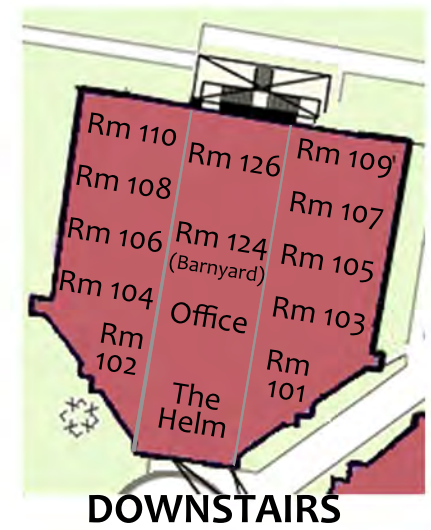 Rm 110
Rm 126
Rm 109'
Rm 108
Rm 107
Rm 106
Rm 124
(Barnyard)
Rm 105
Rm 104
Office
Rm 103
Rm
102
Rm
101
The
Helm
DOWNSTAIRS